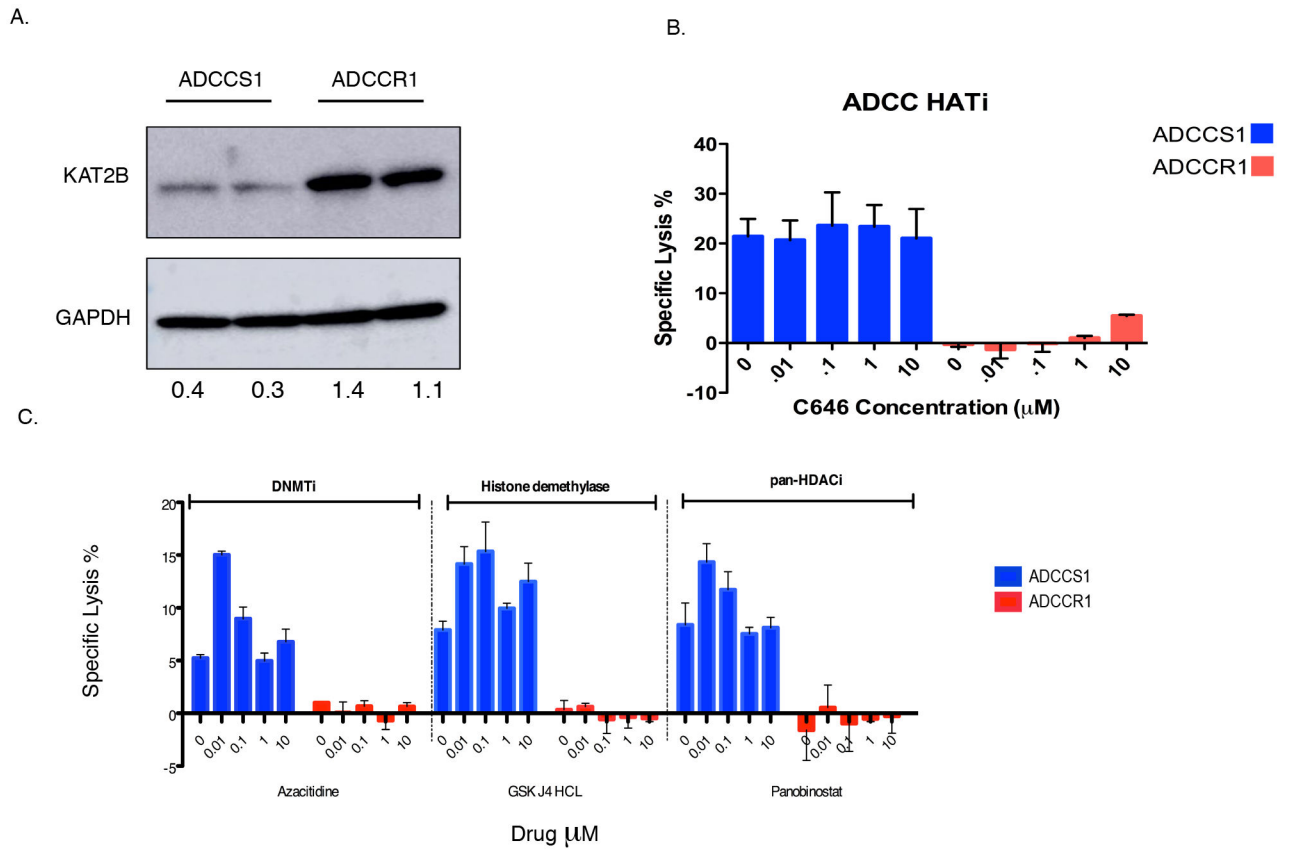 A.
ADCCS1 ADCCR1
KAT2B
GAPDH
0.4 0.3 1.4 1.1
B.
ADCC HATi
ADCCS1
ADCCR1
Specific Lysis %
40
30
20
10
0
-10
0 .01 .1 1 10 0 .01 .1 1 10
C646 Concentration (μM)
C.
DNMTi Histone demethylase pan-HDACi
Specific Lysis %
20
15
10
5
0
-5
0 0.01 0.1 1 10 0 0.01 0.1 1 10 0 0.01 0.1 1 10 0 0.01 0.1 1 10 0 0.01 0.1 1 10 0 0.01 0.1 1 10
Azacitidine GSK J4 HCL Panobinostat
Drug μM
ADCCS1
ADCCR1